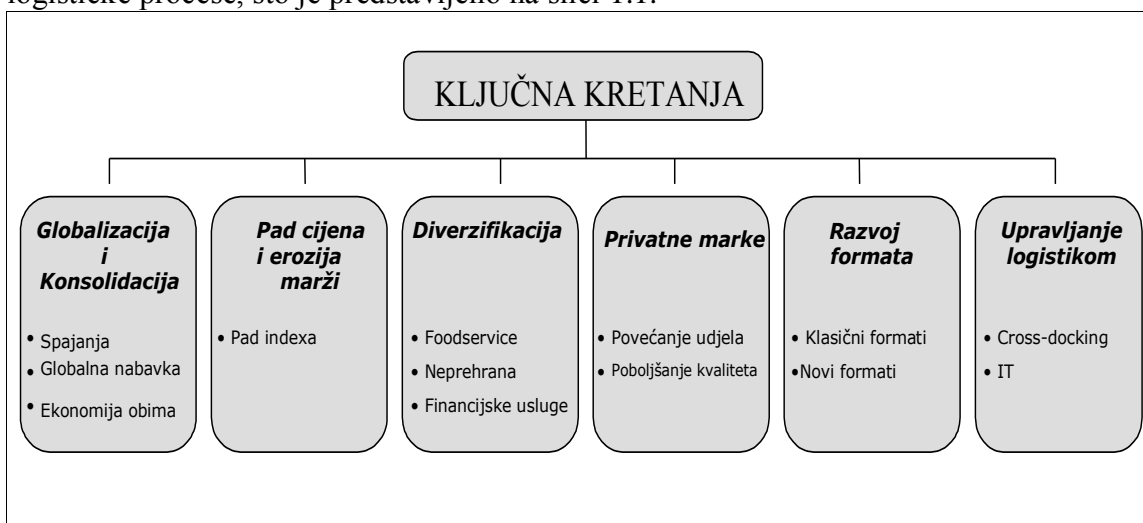 logističke procese, što je predstavljeno na slici 1.1.
KLJUČNA KRETANJA
Globalizacija
i
Konsolidacija
• Spajanja
• Globalna nabavka
• Ekonomija obima
Pad cijena
i erozija
marži
• Pad indexa
Diverzifikacija
• Foodservice
• Neprehrana
• Financijske usluge
Privatne marke
• Povećanje udjela
• Poboljšanje kvaliteta
Razvoj
formata
• Klasični formati
•Novi formati
Upravljanje
logistikom
• Cross-docking
• IT